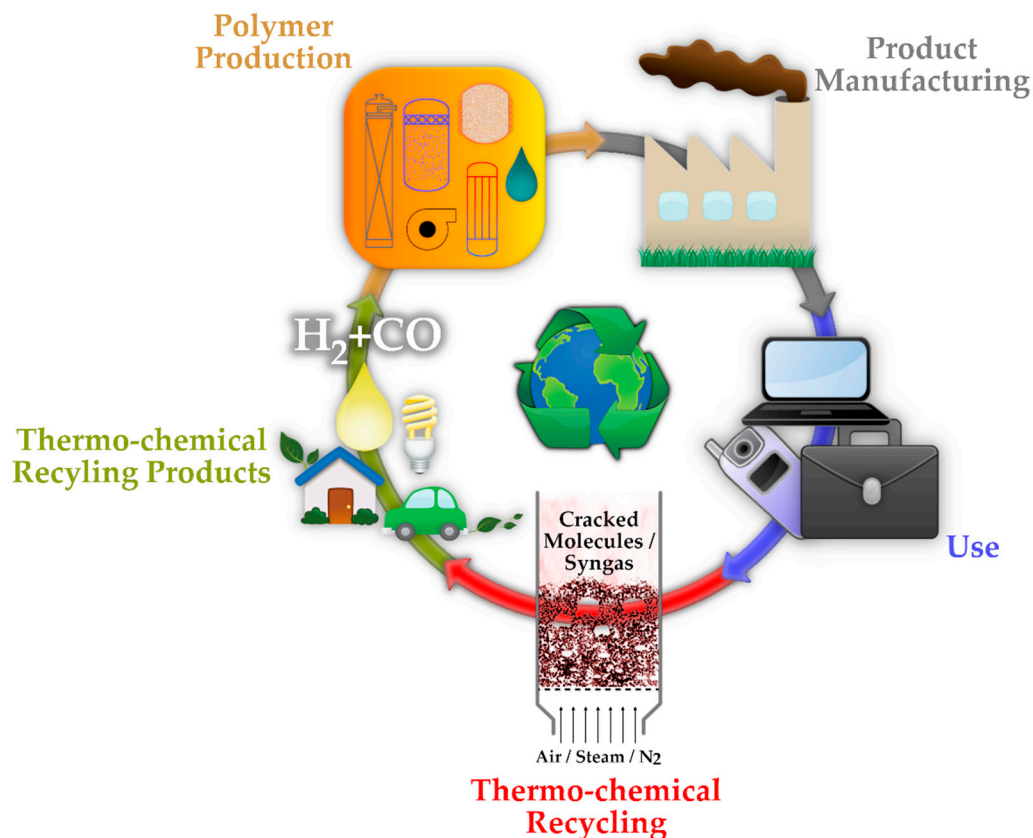 Polymer
Production
Product
Manufacturing
H₂+CO
Thermo-chemical
Recyling Products
Use
Cracked
Molecules /
Syngas
Air / Steam / N₂
Thermo-chemical
Recycling